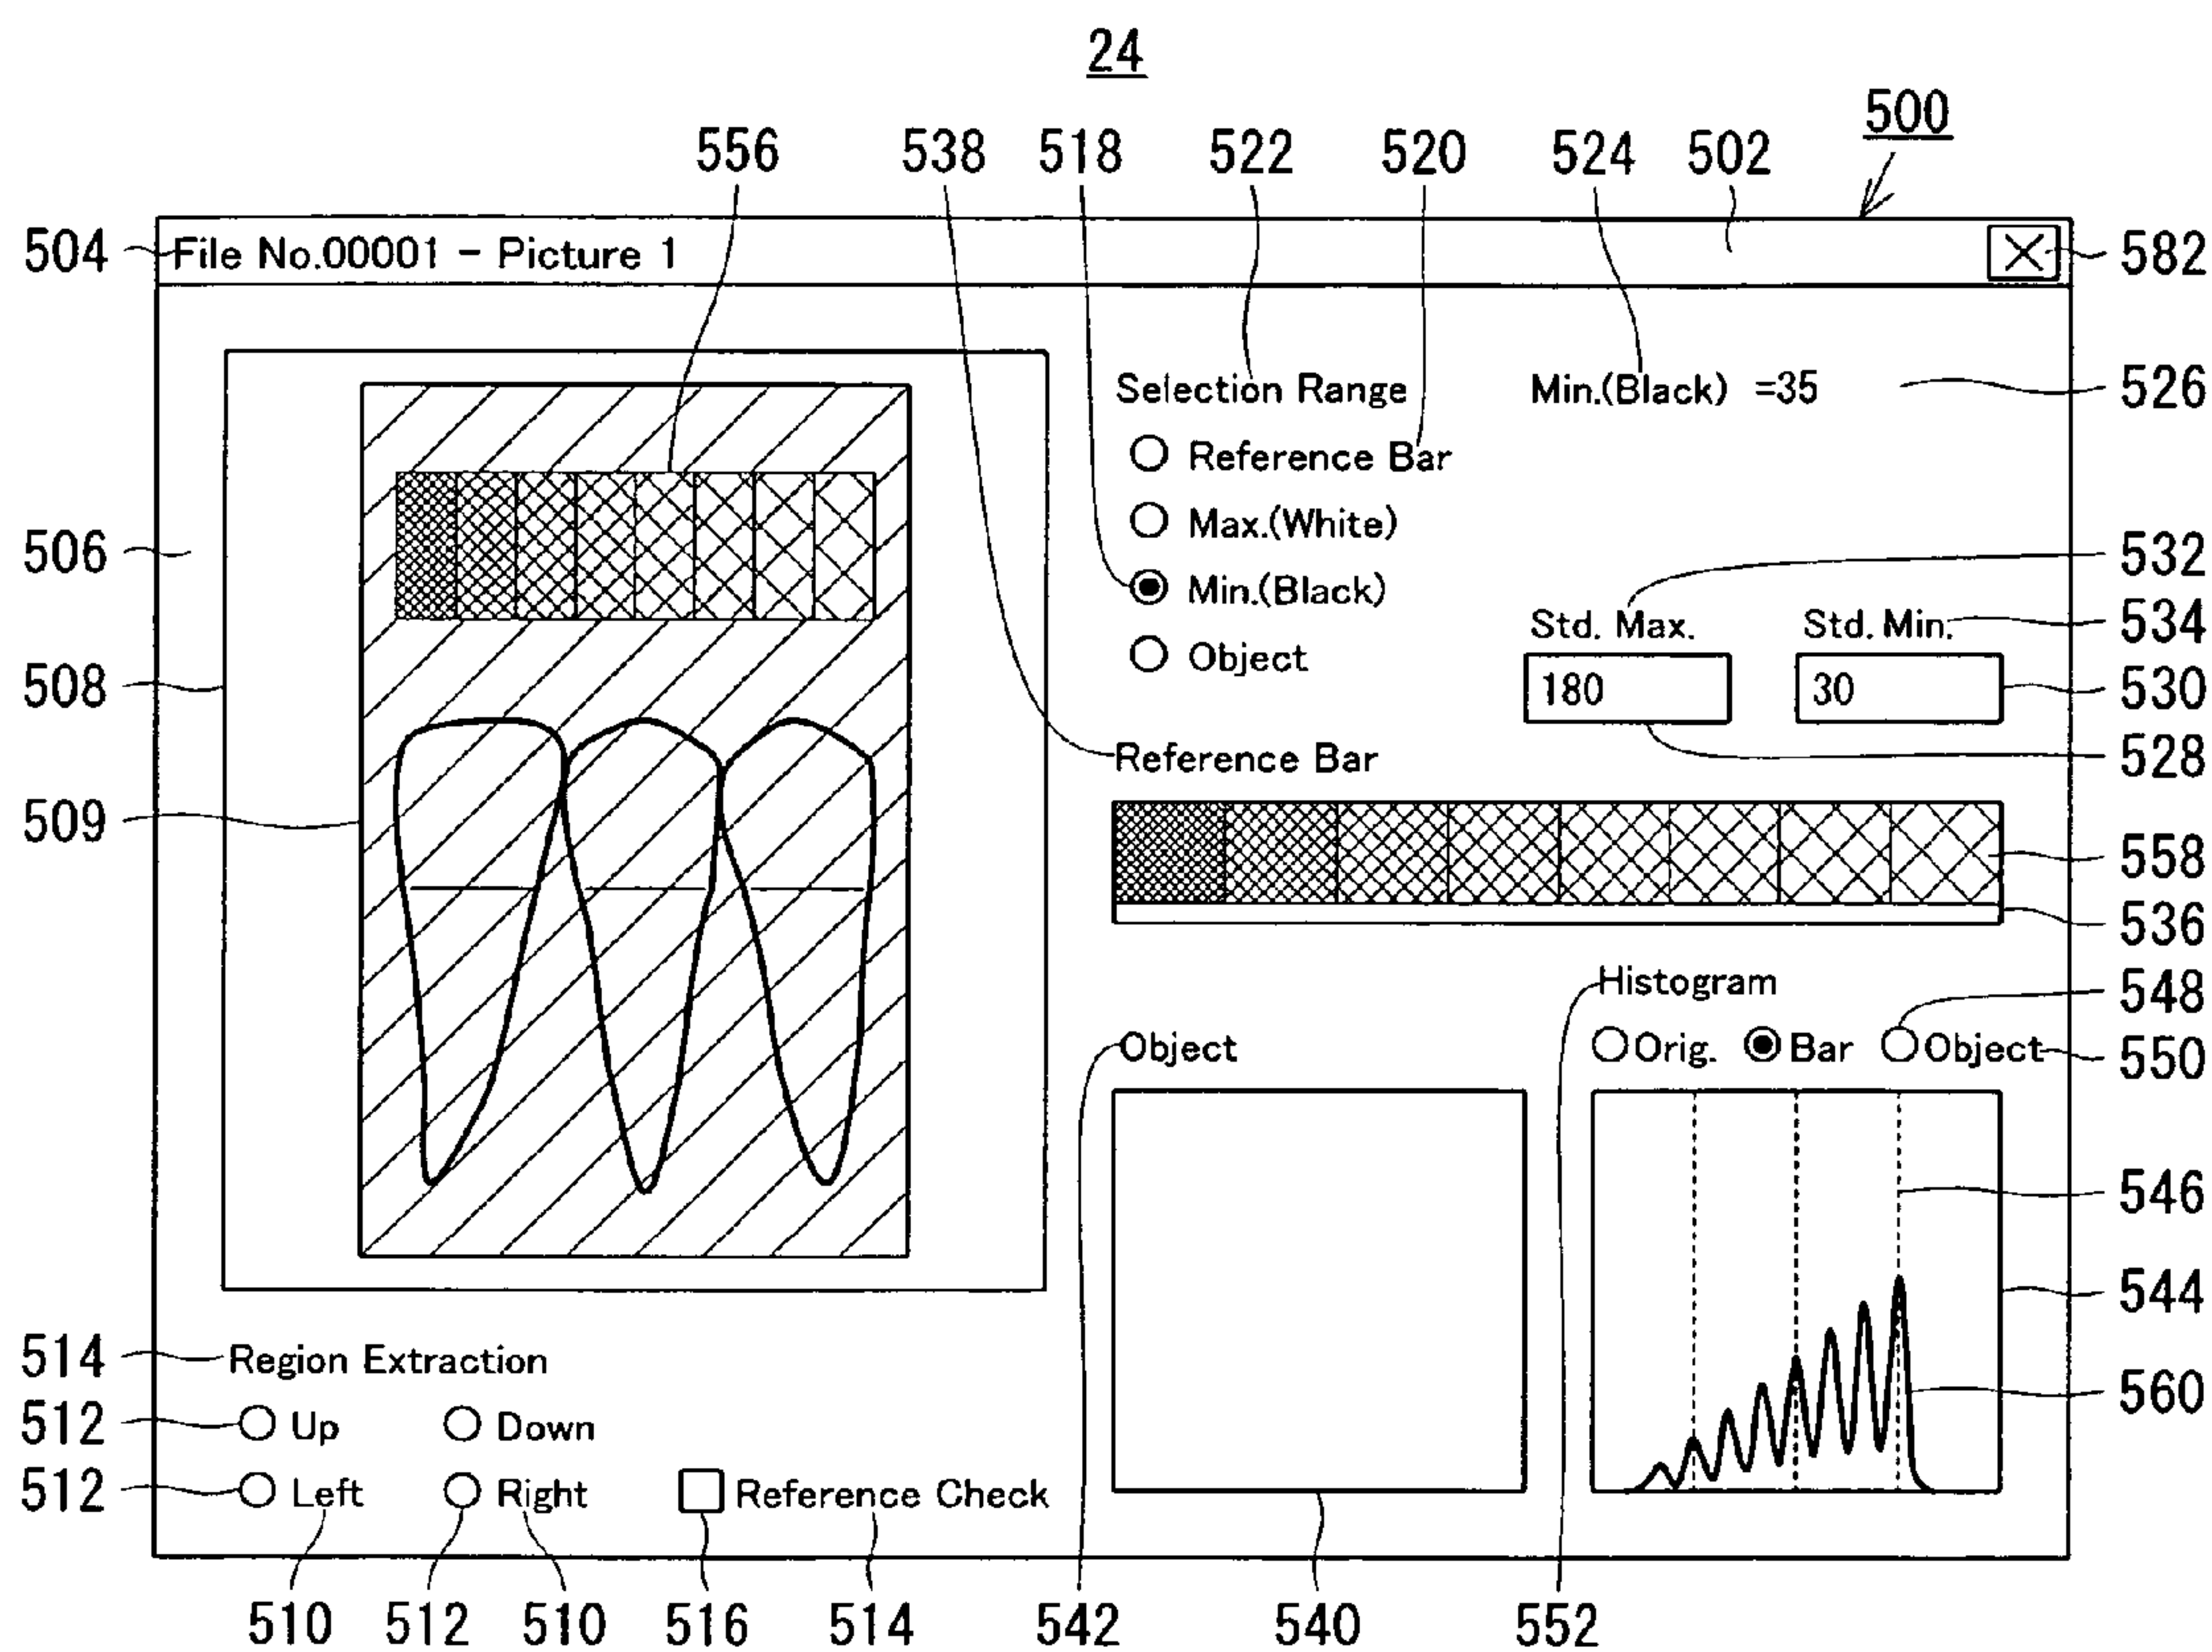 24
500
556 538 518 522 520 524 502
504 File No.00001 - Picture 1 582
Selection Range Min.(Black) =35 526
Reference Bar
Max.(White)
506
532
Min.(Black)
Std. Max. Std. Min. 534
Object
508 180 30 530
Reference Bar 528
509
558
536
Histogram 548
Object Orig. Bar Object 550
546
544
514 Region Extraction
560
512 Up Down
512 Left Right Reference Check
510 512 510 516 514 542 540 552